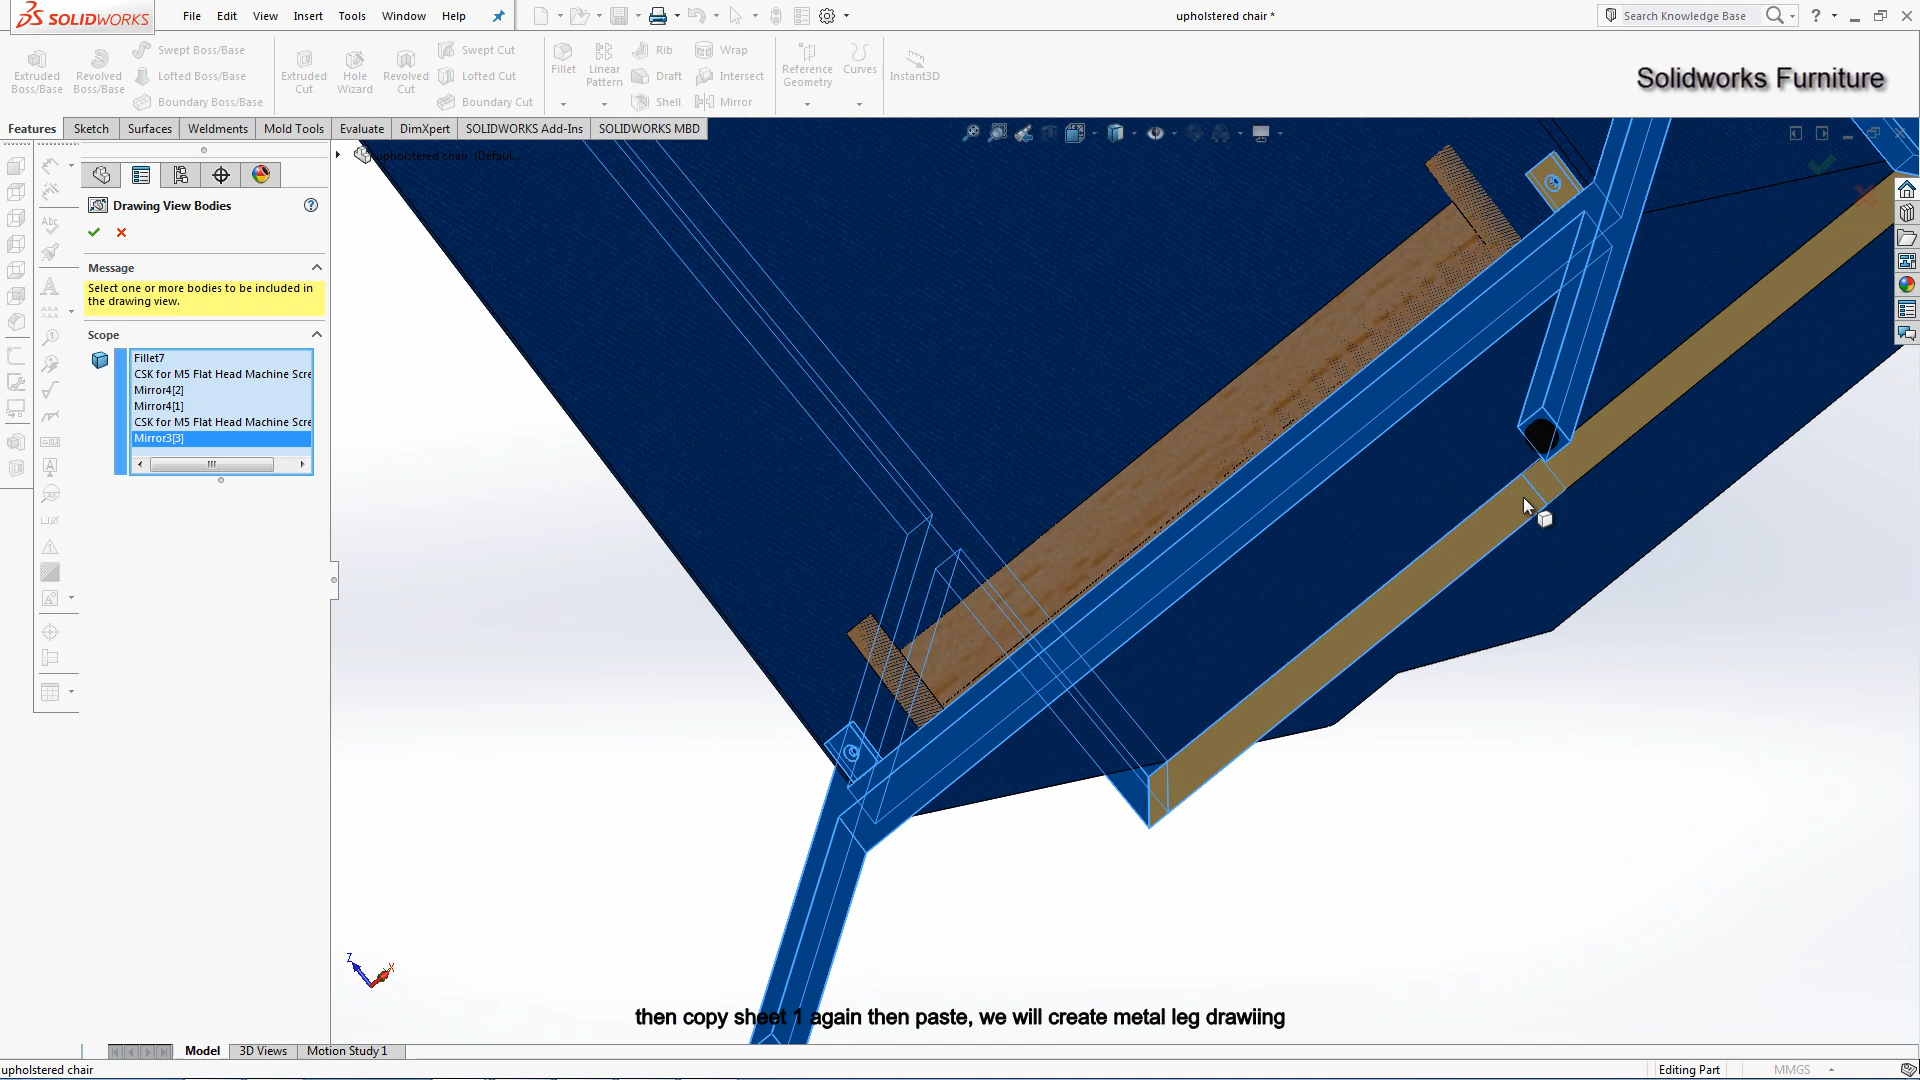 SOLIDWORKS File Edit View Insert Tools Window Help upholstered chair * Search Knowledge Base ?
Solidworks Furniture
Extruded Boss/Base Revolved Boss/Base Swept Boss/Base Lofted Boss/Base Boundary Boss/Base Extruded Cut Hole Wizard Revolved Cut Swept Cut Lofted Cut Boundary Cut Fillet Linear Pattern Rib Draft Shell Wrap Intersect Mirror Reference Geometry Curves Instant3D
Features Sketch Surfaces Weldments Mold Tools Evaluate DimXpert SOLIDWORKS Add-Ins SOLIDWORKS MBD
upholstered chair (Defaul...
Drawing View Bodies ?
Message
Select one or more bodies to be included in
the drawing view.
Scope
Fillet7
CSK for M5 Flat Head Machine Scre
Mirror4[2]
Mirror4[1]
CSK for M5 Flat Head Machine Scre
Mirror3[3]
Abc
A
Z X
then copy sheet 1 again then paste, we will create metal leg drawiing
Model 3D Views Motion Study 1
upholstered chair Editing Part MMGS